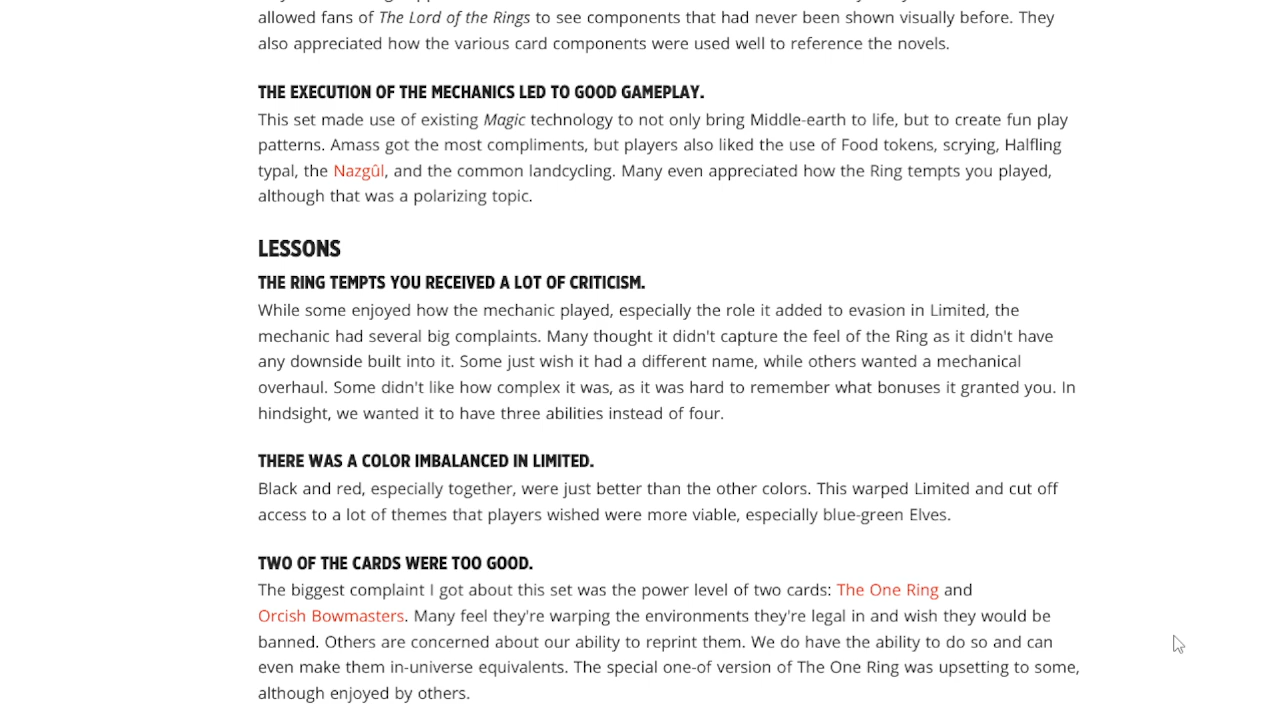 allowed fans of The Lord of the Rings to see components that had never been shown visually before. They
also appreciated how the various card components were used well to reference the novels.
THE EXECUTION OF THE MECHANICS LED TO GOOD GAMEPLAY.
This set made use of existing Magic technology to not only bring Middle-earth to life, but to create fun play
patterns. Amass got the most compliments, but players also liked the use of Food tokens, scrying, Halfling
typal, the Nazgûl, and the common landcycling. Many even appreciated how the Ring tempts you played,
although that was a polarizing topic.
LESSONS
THE RING TEMPTS YOU RECEIVED A LOT OF CRITICISM.
While some enjoyed how the mechanic played, especially the role it added to evasion in Limited, the
mechanic had several big complaints. Many thought it didn't capture the feel of the Ring as it didn't have
any downside built into it. Some just wish it had a different name, while others wanted a mechanical
overhaul. Some didn't like how complex it was, as it was hard to remember what bonuses it granted you. In
hindsight, we wanted it to have three abilities instead of four.
THERE WAS A COLOR IMBALANCED IN LIMITED.
Black and red, especially together, were just better than the other colors. This warped Limited and cut off
access to a lot of themes that players wished were more viable, especially blue-green Elves.
TWO OF THE CARDS WERE TOO GOOD.
The biggest complaint I got about this set was the power level of two cards: The One Ring and
Orcish Bowmasters. Many feel they're warping the environments they're legal in and wish they would be
banned. Others are concerned about our ability to reprint them. We do have the ability to do so and can
even make them in-universe equivalents. The special one-of version of The One Ring was upsetting to some,
although enjoyed by others.